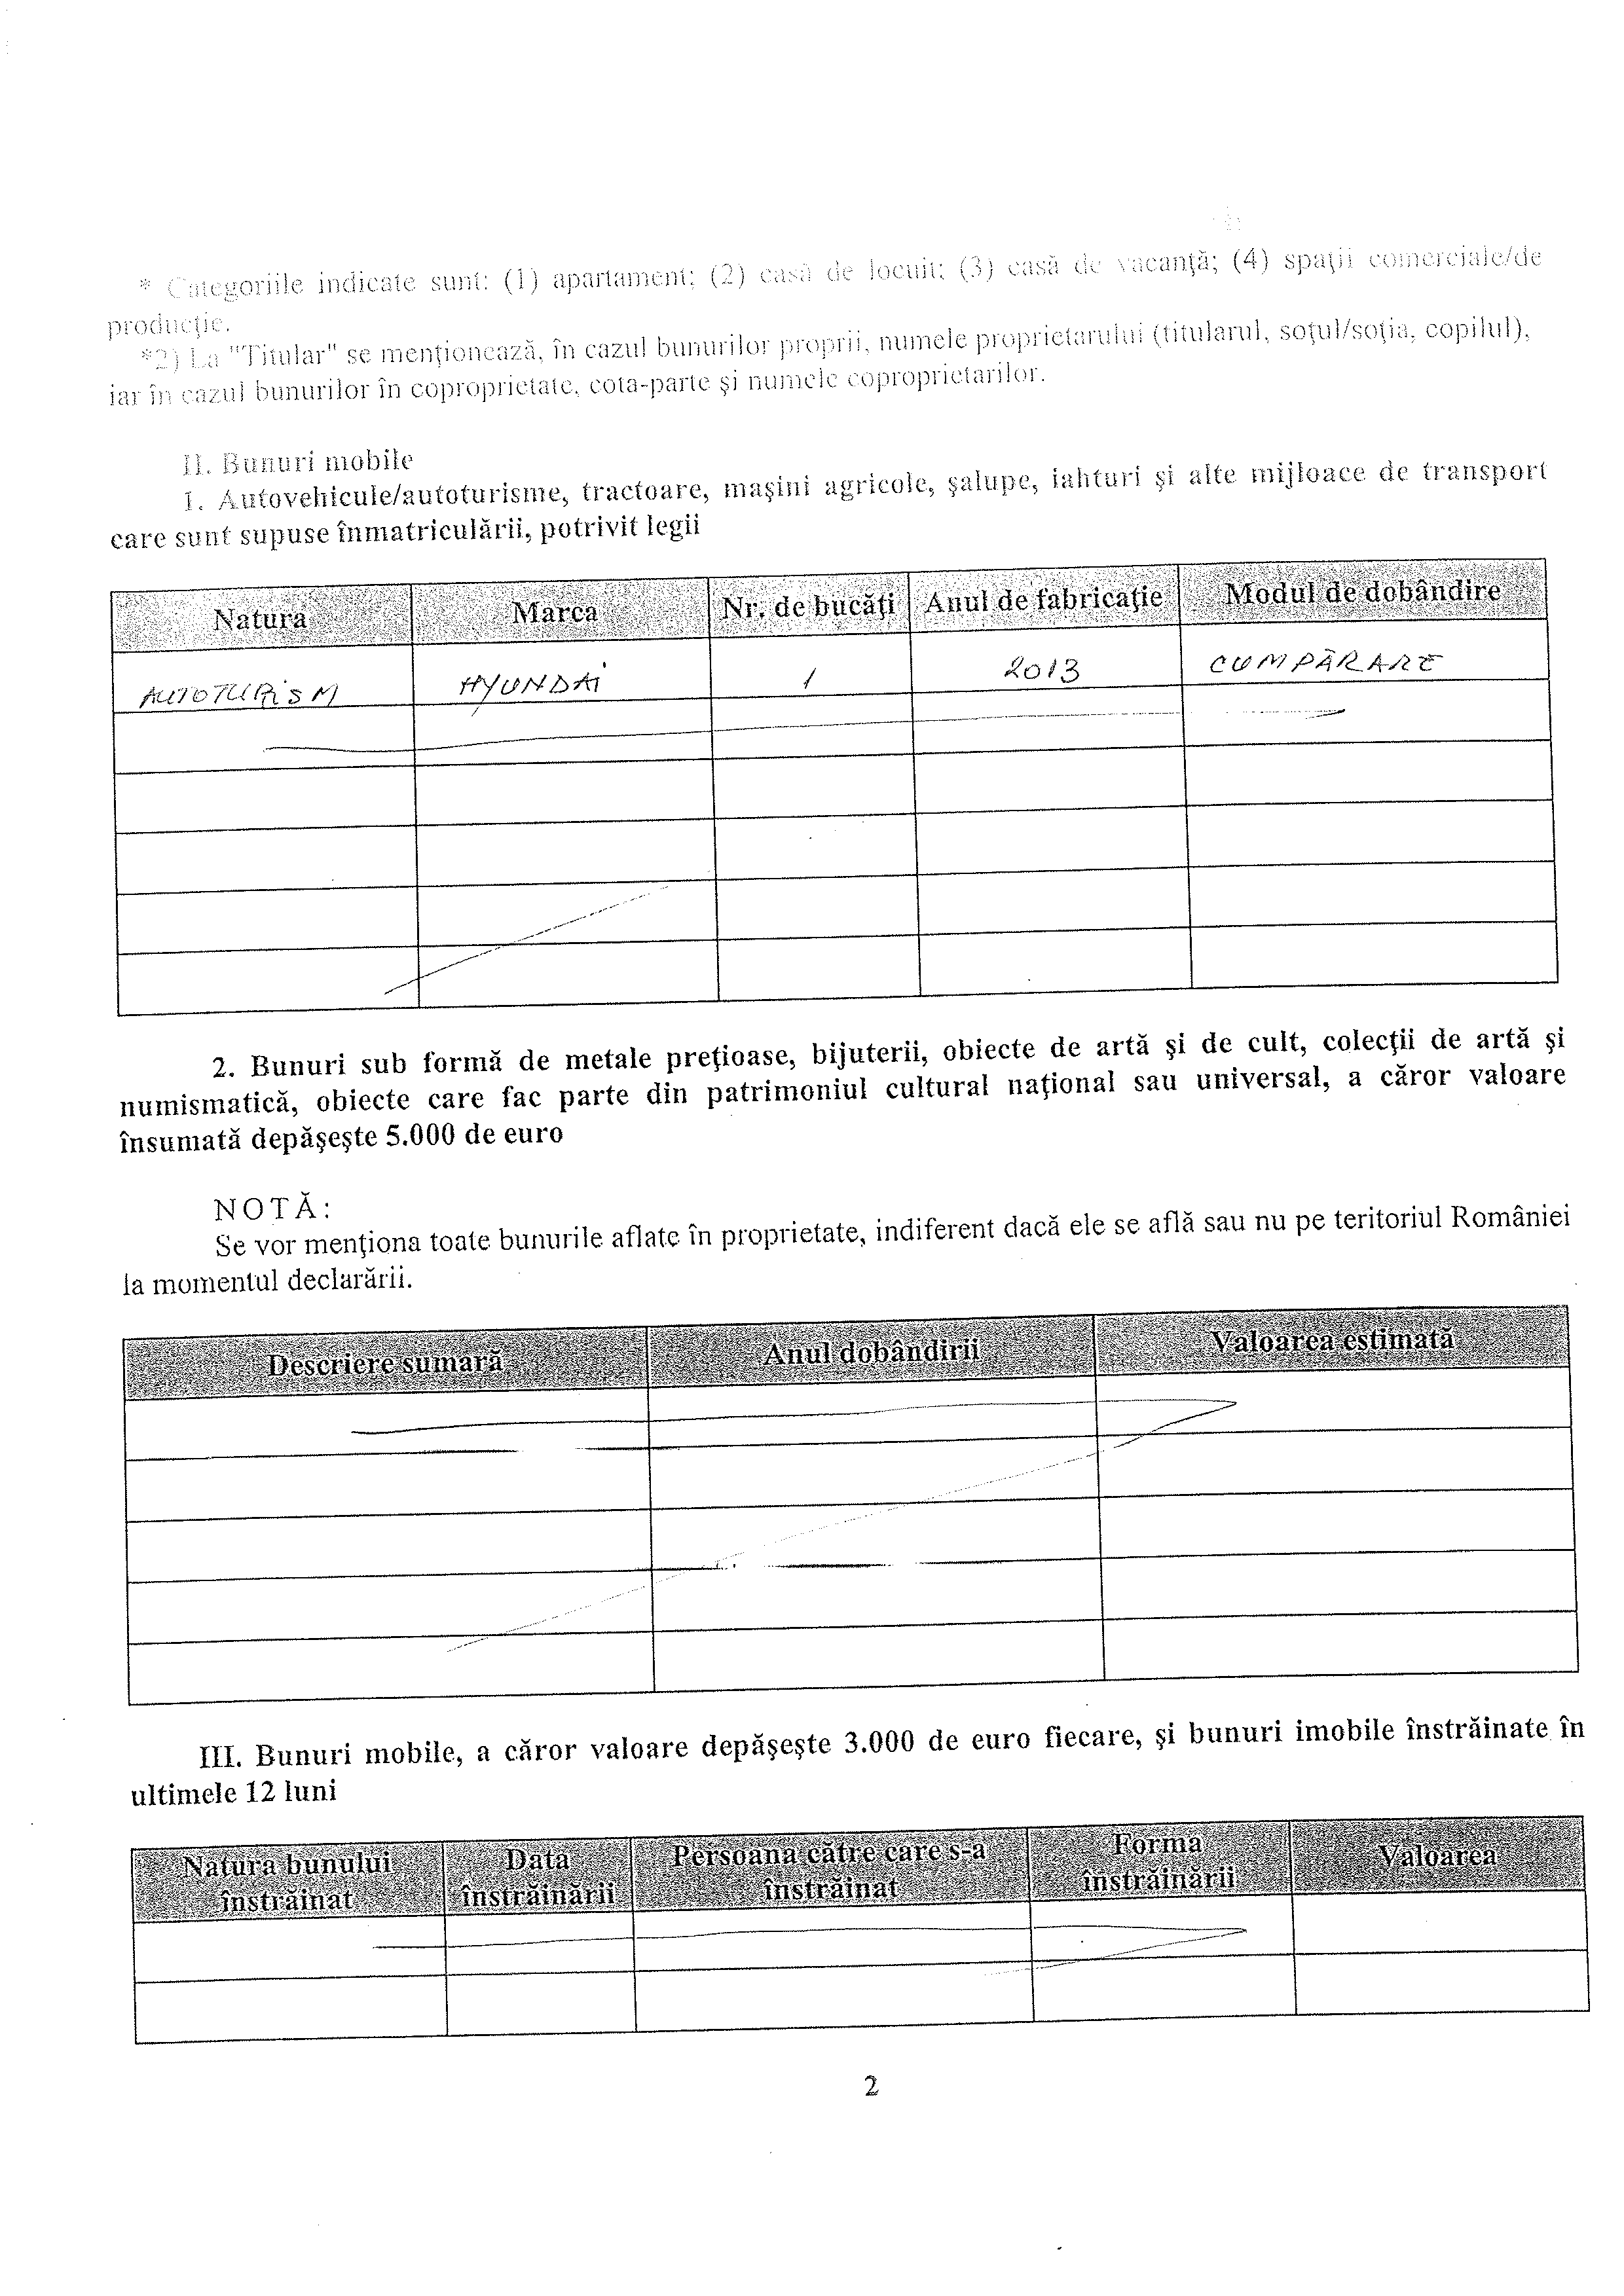 * Categoriile indicate sunt: (1) apartament; (2) casă de locuit; (3) casă de vacanţă; (4) spaţii comerciale/de
producţie.
*2) La "Titular" se menţionează, în cazul bunurilor proprii, numele proprietarului (titularul, soţul/soţia, copilul),
iar în cazul bunurilor în coproprietate, cota-parte şi numele coproprietarilor.
II. Bunuri mobile
1. Autovehicule/autoturisme, tractoare, maşini agricole, şalupe, iahturi şi alte mijloace de transport
care sunt supuse înmatriculării, potrivit legii
Natura Marca Nr. de bucăţi Anul de fabricaţie Modul de dobândire
AUTOTURISM HYUNDAI 1 2013 CUMPĂRARE
2. Bunuri sub formă de metale preţioase, bijuterii, obiecte de artă şi de cult, colecţii de artă şi
numismatică, obiecte care fac parte din patrimoniul cultural naţional sau universal, a căror valoare
însumată depăşeşte 5.000 de euro
NOTĂ:
Se vor menţiona toate bunurile aflate în proprietate, indiferent dacă ele se află sau nu pe teritoriul României
la momentul declarării.
Descriere sumară Anul dobândirii Valoarea estimată
III. Bunuri mobile, a căror valoare depăşeşte 3.000 de euro fiecare, şi bunuri imobile înstrăinate în
ultimele 12 luni
Natura bunului Data Persoana către care s-a Forma Valoarea
înstrăinat înstrăinării înstrăinat înstrăinării
2